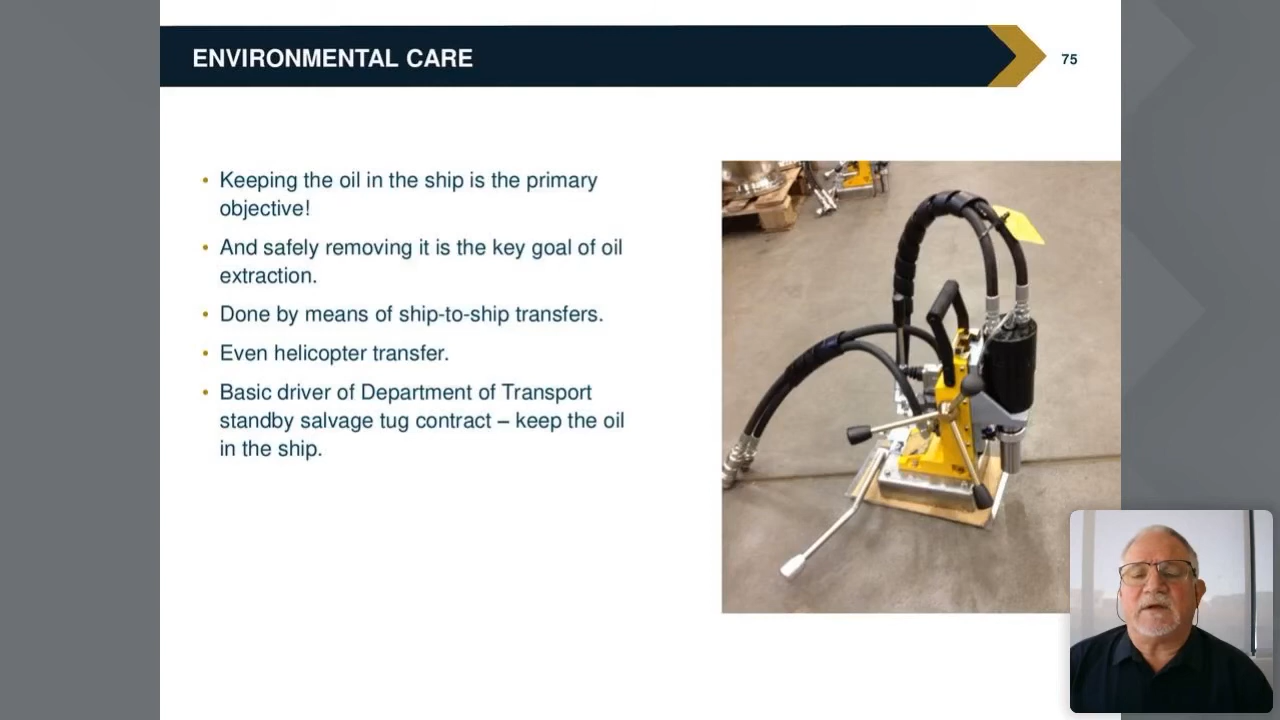 ENVIRONMENTAL CARE
75
• Keeping the oil in the ship is the primary
objective!
• And safely removing it is the key goal of oil
extraction.
• Done by means of ship-to-ship transfers.
• Even helicopter transfer.
• Basic driver of Department of Transport
standby salvage tug contract – keep the oil
in the ship.